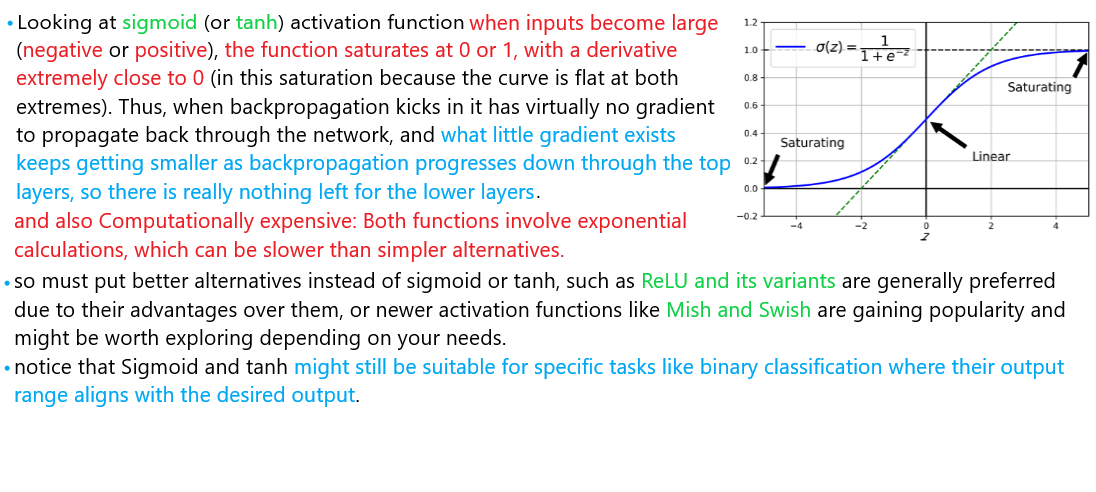 • Looking at sigmoid (or tanh) activation function when inputs become large
(negative or positive), the function saturates at 0 or 1, with a derivative
extremely close to 0 (in this saturation because the curve is flat at both
extremes). Thus, when backpropagation kicks in it has virtually no gradient
to propagate back through the network, and what little gradient exists
keeps getting smaller as backpropagation progresses down through the top
layers, so there is really nothing left for the lower layers.
and also Computationally expensive: Both functions involve exponential
calculations, which can be slower than simpler alternatives.
• so must put better alternatives instead of sigmoid or tanh, such as ReLU and its variants are generally preferred
due to their advantages over them, or newer activation functions like Mish and Swish are gaining popularity and
might be worth exploring depending on your needs.
• notice that Sigmoid and tanh might still be suitable for specific tasks like binary classification where their output
range aligns with the desired output.
1.2
1.0
0.8
0.6
0.4
0.2
0.0
−0.2
σ(z) = 1 / 1 + e⁻ᶻ
Saturating
Saturating
Linear
−4 −2 0 2 4
z